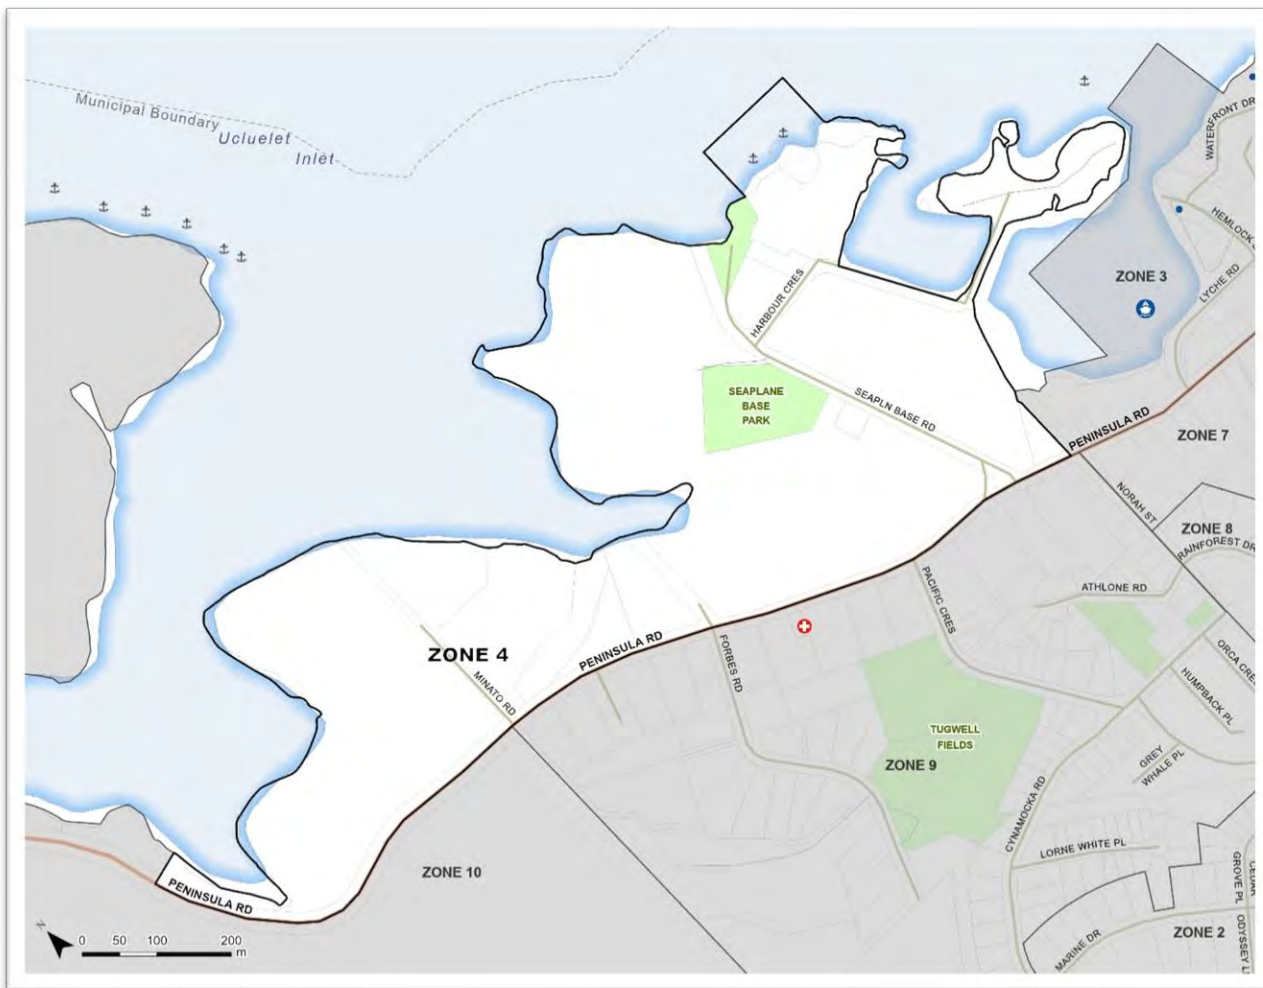 Municipal Boundary
Ucluelet
Inlet
WATERFRONT DR
HEMLOCK
LYCHE RD
ZONE 3
HARBOUR CRES
SEAPLANE
BASE
PARK
SEAPLN BASE RD
PENINSULA RD
ZONE 7
NORAH ST
ZONE 8
RAINFOREST DR
ATHLONE RD
PACIFIC CRES
ORCA CRE
HUMPBACK PL
PENINSULA RD
FORBES RD
ZONE 4
MINATO RD
TUGWELL
FIELDS
GREY
WHALE PL
ZONE 9
CYNAMOCKA RD
LORNE WHITE PL
ZONE 10
PENINSULA RD
GROVE PL
CEDAR
ODYSSEY L
ZONE 2
MARINE DR
0 50 100 200
m